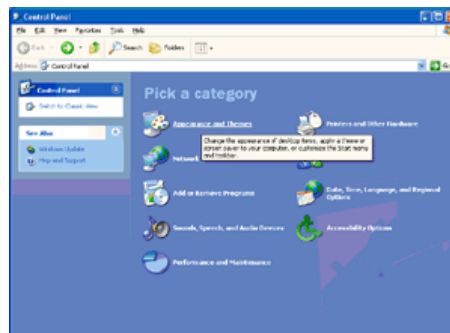 Control Panel
File Edit View Favorites Tools Help
Back Search Folders
Address Control Panel Go
Control Panel
Switch to Classic View
See Also
Windows Update
Help and Support
Pick a category
Appearance and Themes
Printers and Other Hardware
Change the appearance of desktop items, apply a theme or
screen saver to your computer, or customize the Start menu
and taskbar.
Network
Add or Remove Programs
Date, Time, Language, and Regional
Options
Sounds, Speech, and Audio Devices
Accessibility Options
Performance and Maintenance